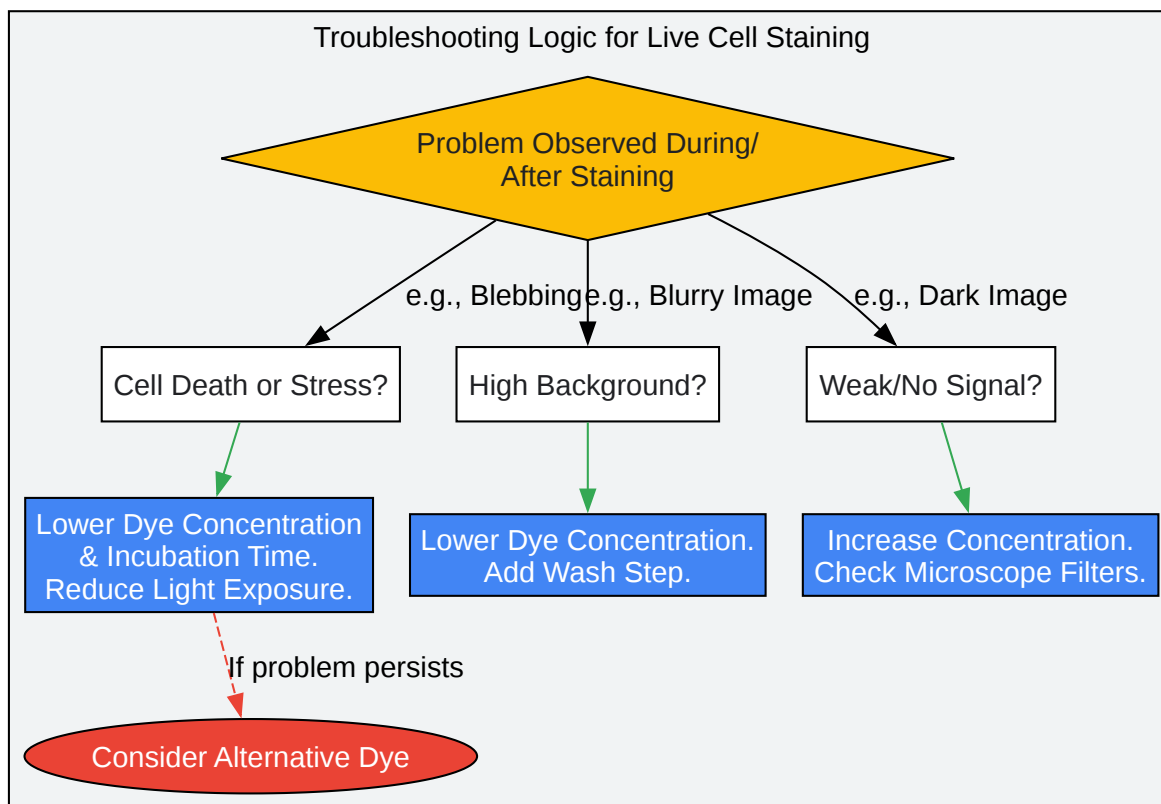 Troubleshooting Logic for Live Cell Staining
Problem Observed During/
After Staining
e.g., Blebbing
e.g., Blurry Image
e.g., Dark Image
Cell Death or Stress?
High Background?
Weak/No Signal?
Lower Dye Concentration
& Incubation Time.
Reduce Light Exposure.
Lower Dye Concentration.
Add Wash Step.
Increase Concentration.
Check Microscope Filters.
If problem persists
Consider Alternative Dye